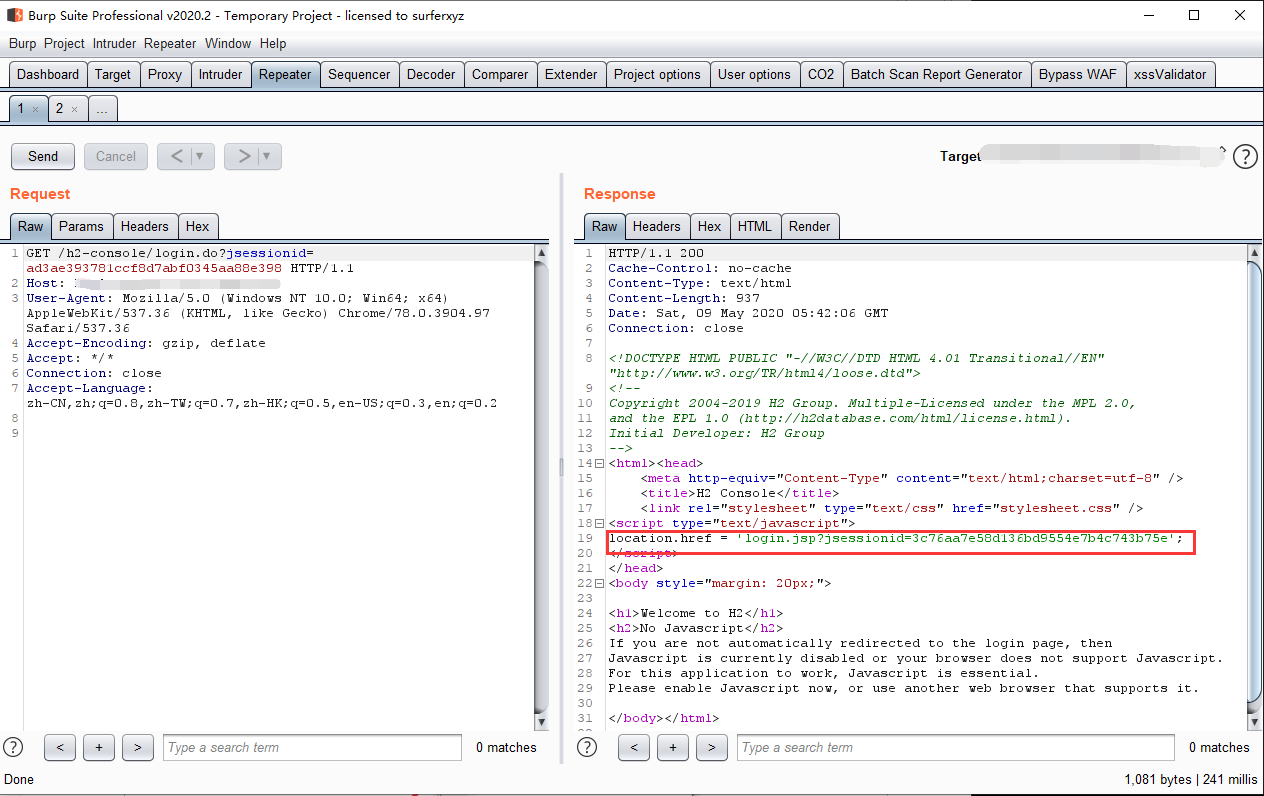 Burp Suite Professional v2020.2 - Temporary Project - licensed to surferxyz
Burp Project Intruder Repeater Window Help
Dashboard Target Proxy Intruder Repeater Sequencer Decoder Comparer Extender Project options User options CO2 Batch Scan Report Generator Bypass WAF xssValidator
1 × 2 × ...
Send Cancel < ▼ > ▼ Target ?
Request
Raw Params Headers Hex
1 GET /h2-console/login.do?jsessionid=
ad3ae393781ccf8d7abf0345aa88e398 HTTP/1.1
2 Host:
3 User-Agent: Mozilla/5.0 (Windows NT 10.0; Win64; x64)
AppleWebKit/537.36 (KHTML, like Gecko) Chrome/78.0.3904.97
Safari/537.36
4 Accept-Encoding: gzip, deflate
5 Accept: */*
6 Connection: close
7 Accept-Language:
zh-CN,zh;q=0.8,zh-TW;q=0.7,zh-HK;q=0.5,en-US;q=0.3,en;q=0.2
8
9
? < + > Type a search term 0 matches
Response
Raw Headers Hex HTML Render
1 HTTP/1.1 200
2 Cache-Control: no-cache
3 Content-Type: text/html
4 Content-Length: 937
5 Date: Sat, 09 May 2020 05:42:06 GMT
6 Connection: close
7
8 <!DOCTYPE HTML PUBLIC "-//W3C//DTD HTML 4.01 Transitional//EN"
"http://www.w3.org/TR/html4/loose.dtd">
9 <!--
10 Copyright 2004-2019 H2 Group. Multiple-Licensed under the MPL 2.0,
11 and the EPL 1.0 (http://h2database.com/html/license.html).
12 Initial Developer: H2 Group
13 -->
14 <html><head>
15 <meta http-equiv="Content-Type" content="text/html;charset=utf-8" />
16 <title>H2 Console</title>
17 <link rel="stylesheet" type="text/css" href="stylesheet.css" />
18 <script type="text/javascript">
19 location.href = 'login.jsp?jsessionid=3c76aa7e58d136bd9554e7b4c743b75e';
20 </script>
21 </head>
22 <body style="margin: 20px;">
23
24 <h1>Welcome to H2</h1>
25 <h2>No Javascript</h2>
26 If you are not automatically redirected to the login page, then
27 Javascript is currently disabled or your browser does not support Javascript.
28 For this application to work, Javascript is essential.
29 Please enable Javascript now, or use another web browser that supports it.
30
31 </body></html>
? < + > Type a search term 0 matches
Done
1,081 bytes | 241 millis